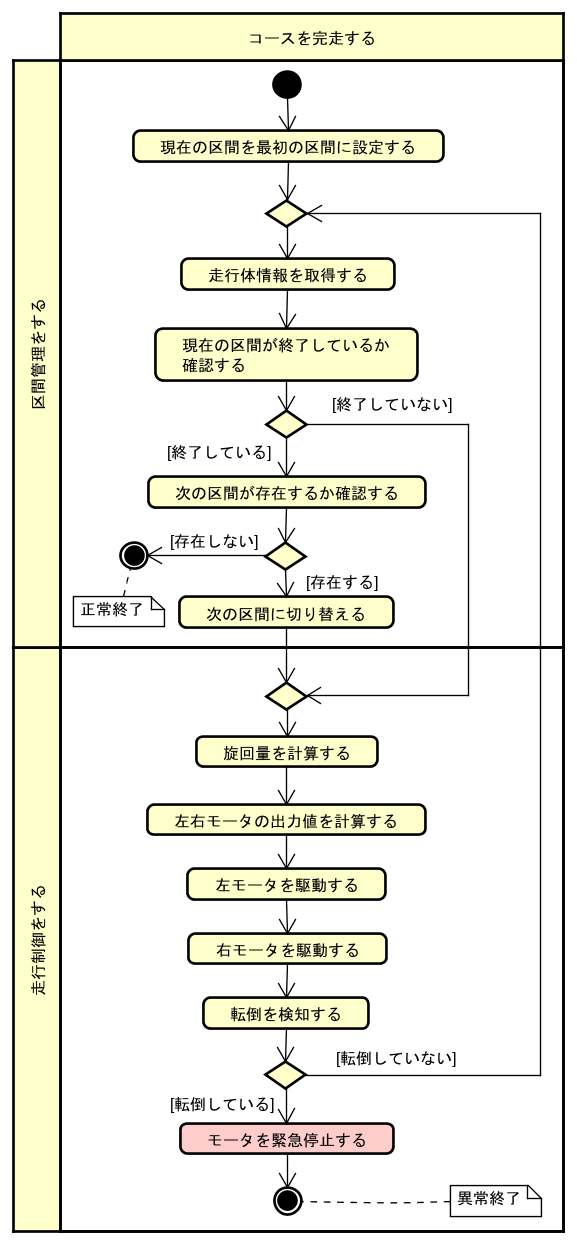 コースを完走する
区間管理をする
現在の区間を最初の区間に設定する
走行体情報を取得する
現在の区間が終了しているか
確認する
[終了していない]
[終了している]
次の区間が存在するか確認する
[存在しない]
[存在する]
正常終了
次の区間に切り替える
走行制御をする
旋回量を計算する
左右モータの出力値を計算する
左モータを駆動する
右モータを駆動する
転倒を検知する
[転倒していない]
[転倒している]
モータを緊急停止する
異常終了